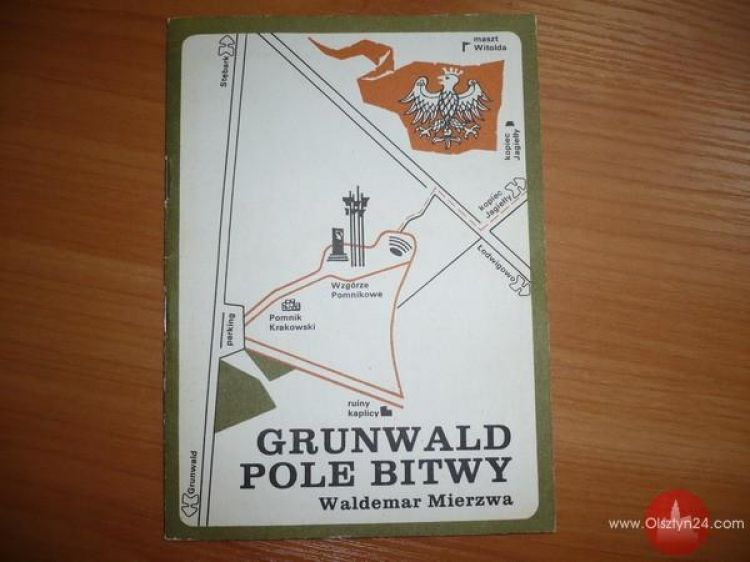 maszt
Witolda
Stębark
kopiec
Jagiełły
kopiec
Jagiełły
Łodwigowo
Wzgórze
Pomnikowe
Pomnik
Krakowski
parking
ruiny
kaplicy
GRUNWALD
POLE BITWY
Waldemar Mierzwa
Grunwald
www.Olsztyn24.com